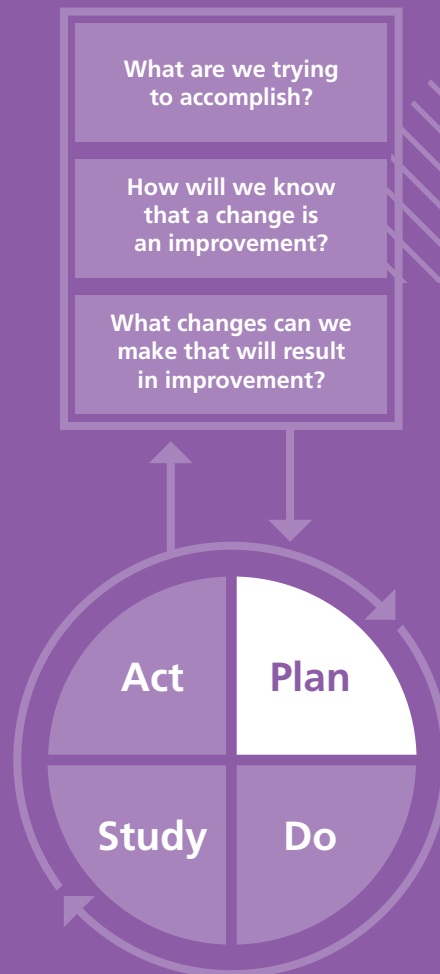 What are we trying
to accomplish?
How will we know
that a change is
an improvement?
What changes can we
make that will result
in improvement?
Act
Plan
Study
Do